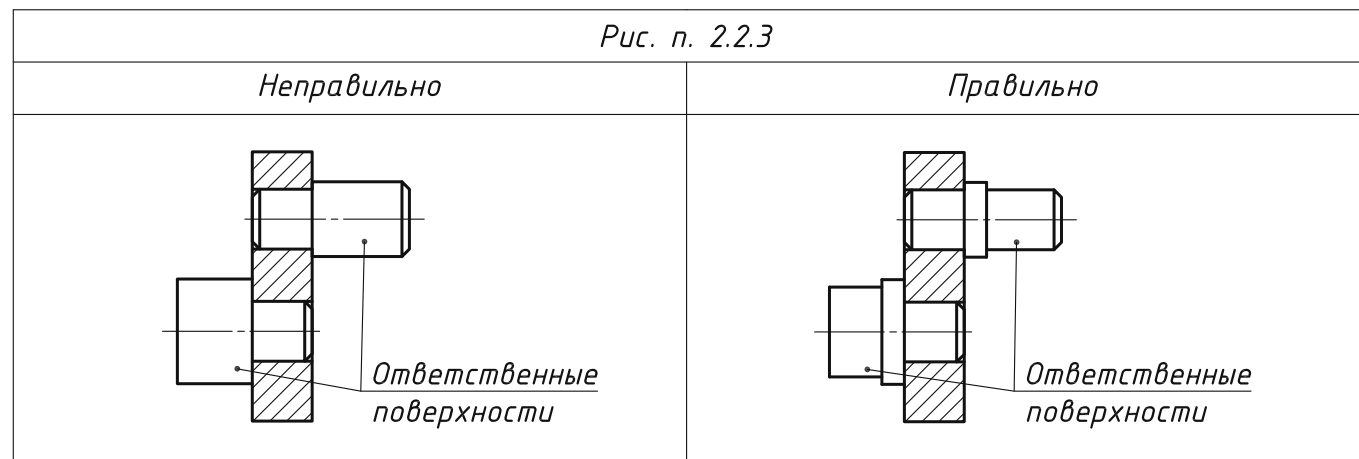 Рис. п. 2.2.3
Неправильно
Правильно
Ответственные
поверхности
Ответственные
поверхности